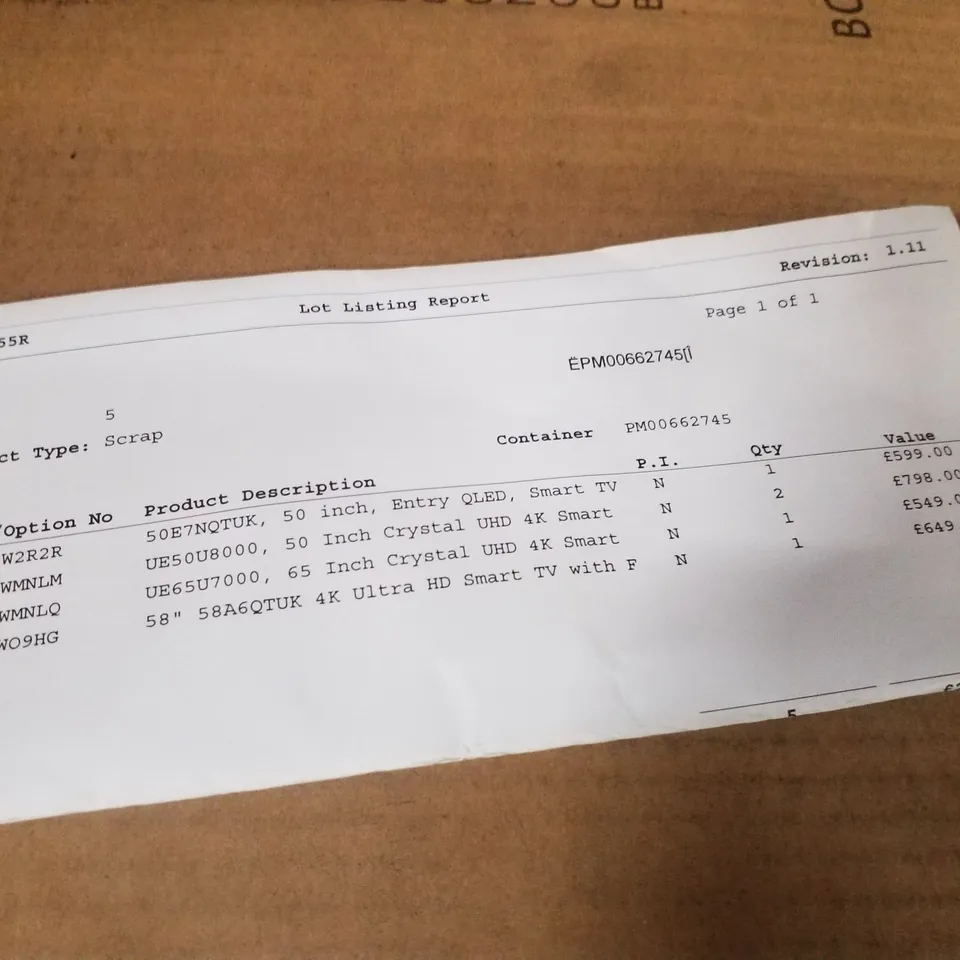 BC
Revision: 1.11
Lot Listing Report
55R
Page 1 of 1
ËPM00662745[Î
5
ct Type: Scrap
Container PM00662745
/Option No Product Description P.I. Qty Value
W2R2R 50E7NQTUK, 50 inch, Entry QLED, Smart TV N 1 £599.00
WMNLM UE50U8000, 50 Inch Crystal UHD 4K Smart N 2 £798.00
WMNLQ UE65U7000, 65 Inch Crystal UHD 4K Smart N 1 £549.0
WO9HG 58" 58A6QTUK 4K Ultra HD Smart TV with F N 1 £649
5